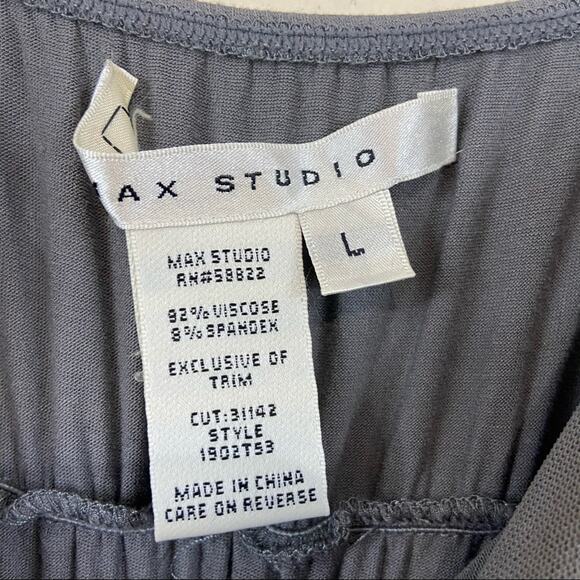 MAX STUDIO
L
MAX STUDIO
RN#58822
92% VISCOSE
8% SPANDEX
EXCLUSIVE OF
TRIM
CUT:31142
STYLE
1902T53
MADE IN CHINA
CARE ON REVERSE